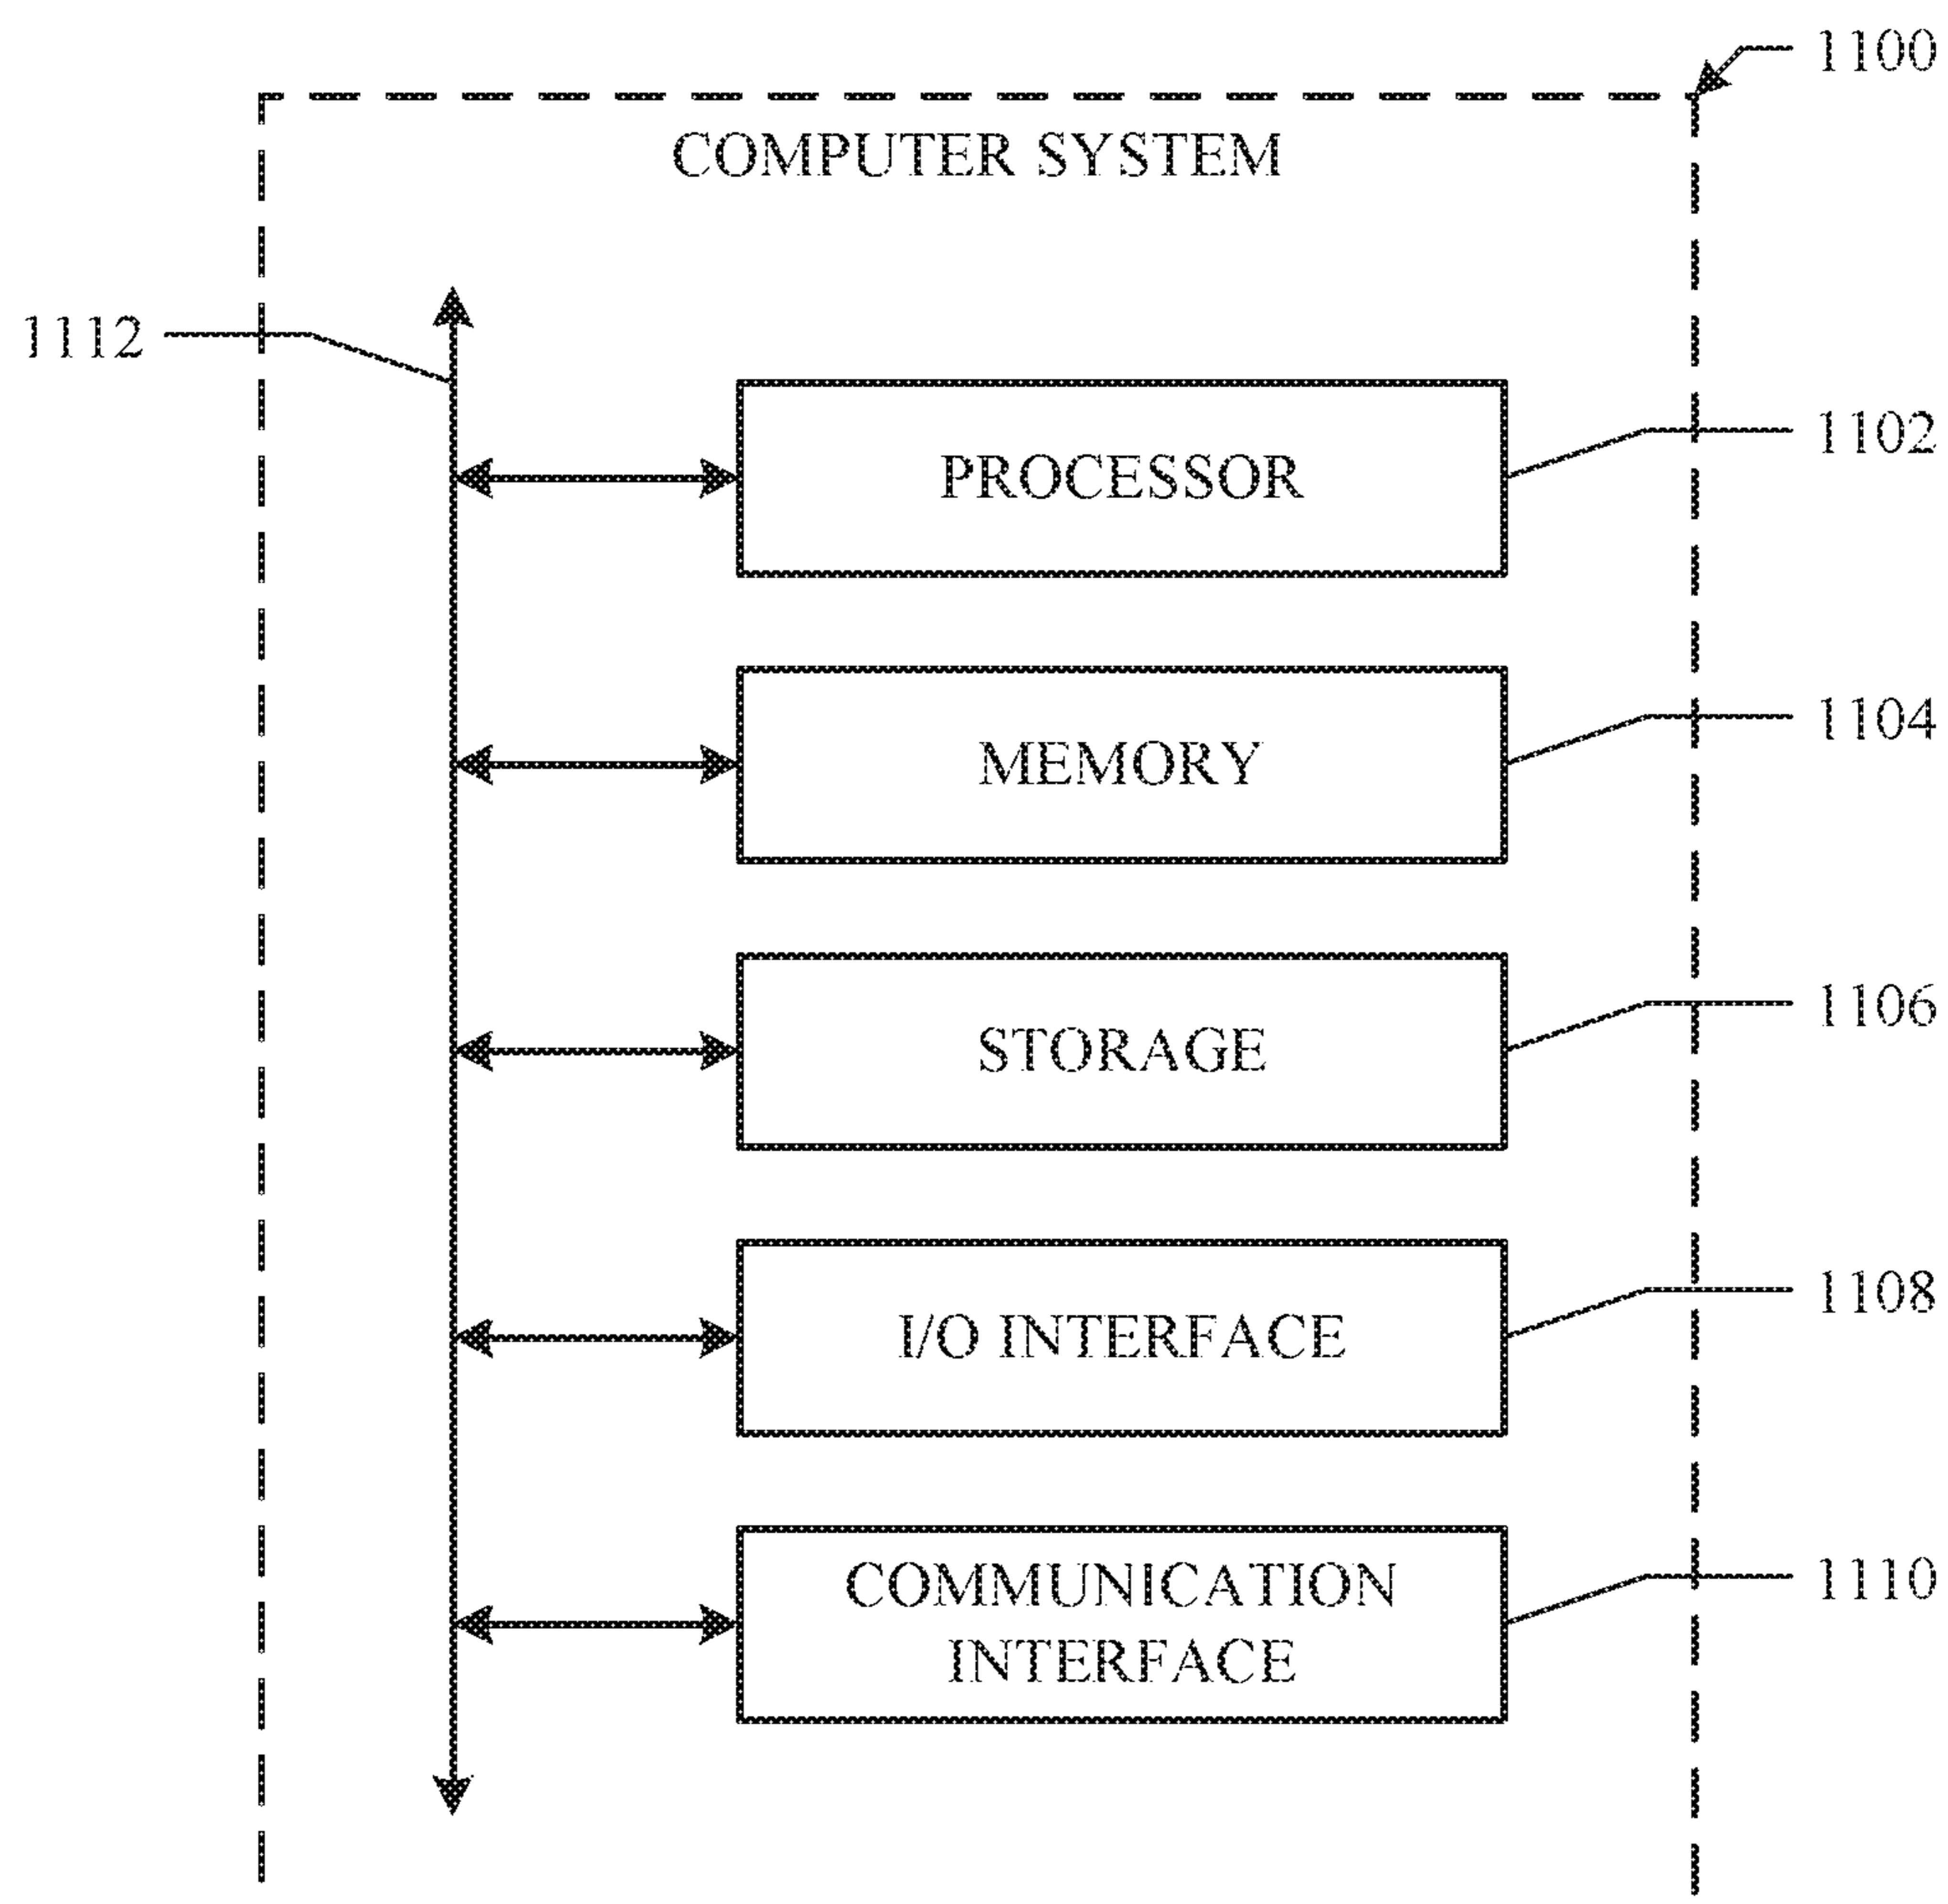 1100
COMPUTER SYSTEM
1112
PROCESSOR
1102
MEMORY
1104
STORAGE
1106
I/O INTERFACE
1108
COMMUNICATION
INTERFACE
1110